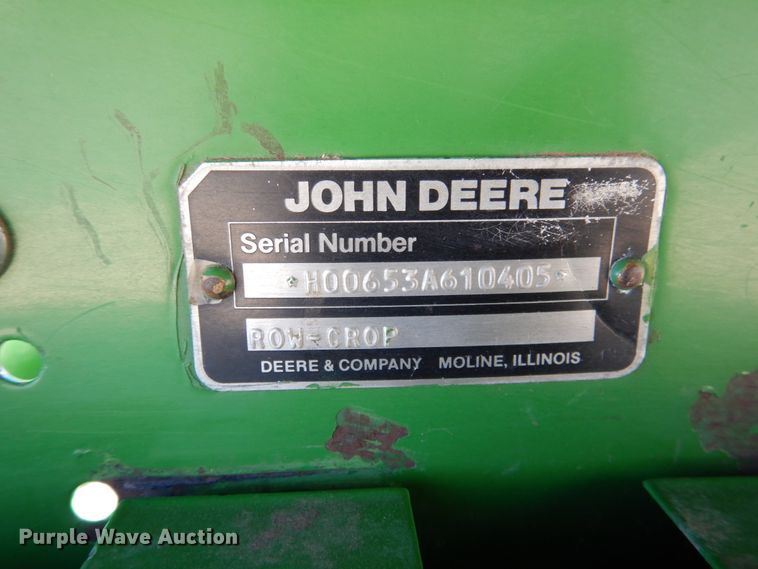 JOHN DEERE
Serial Number
*H00653A610405*
ROW-CROP
DEERE & COMPANY MOLINE, ILLINOIS
Purple Wave Auction